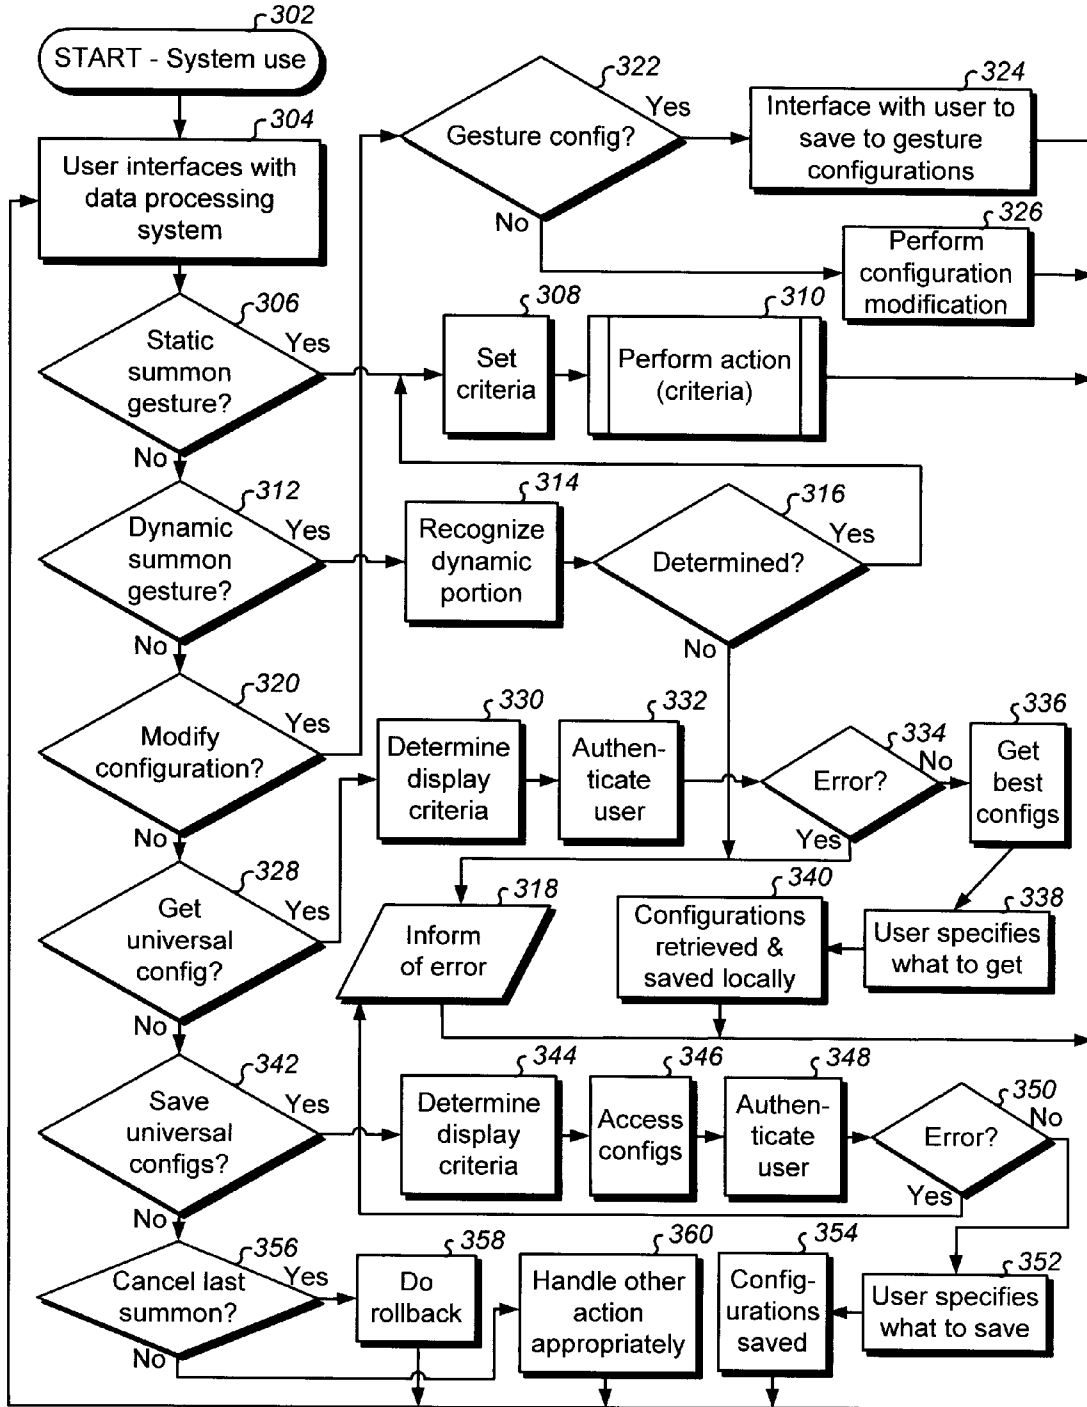 302
START - System use
304
User interfaces with
data processing
system
322
Gesture config?
Yes
No
324
Interface with user to
save to gesture
configurations
326
Perform
configuration
modification
306
Static
summon
gesture?
Yes
No
308
Set
criteria
310
Perform action
(criteria)
312
Dynamic
summon
gesture?
Yes
No
314
Recognize
dynamic
portion
316
Determined?
Yes
No
320
Modify
configuration?
Yes
No
328
Get
universal
config?
Yes
No
330
Determine
display
criteria
332
Authen-
ticate
user
334
Error?
No
Yes
336
Get
best
configs
338
User specifies
what to get
340
Configurations
retrieved &
saved locally
318
Inform
of error
342
Save
universal
configs?
Yes
No
344
Determine
display
criteria
346
Access
configs
348
Authen-
ticate
user
350
Error?
No
Yes
352
User specifies
what to save
354
Config-
urations
saved
356
Cancel last
summon?
Yes
No
358
Do
rollback
360
Handle other
action
appropriately